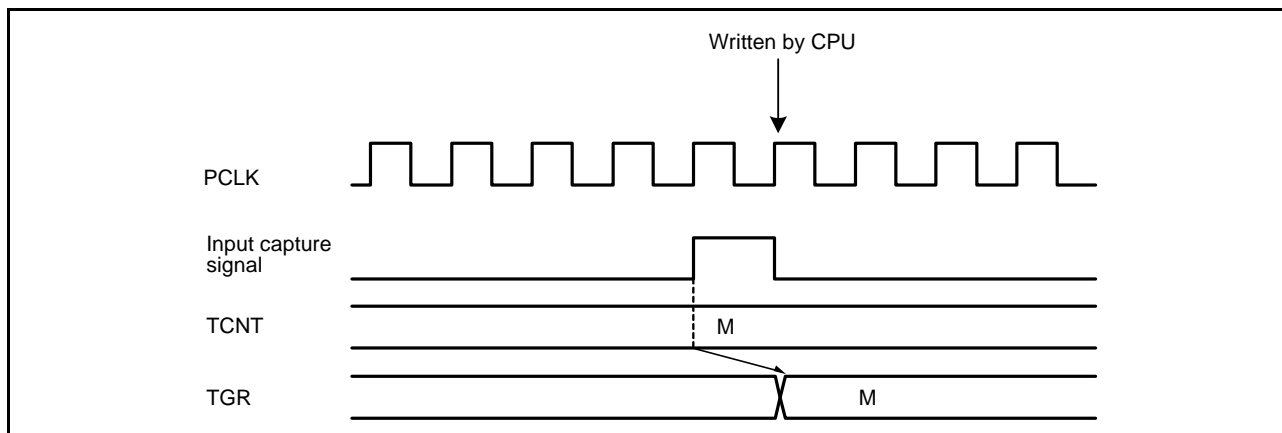 Written by CPU
PCLK
Input capture
signal
TCNT
M
TGR
M